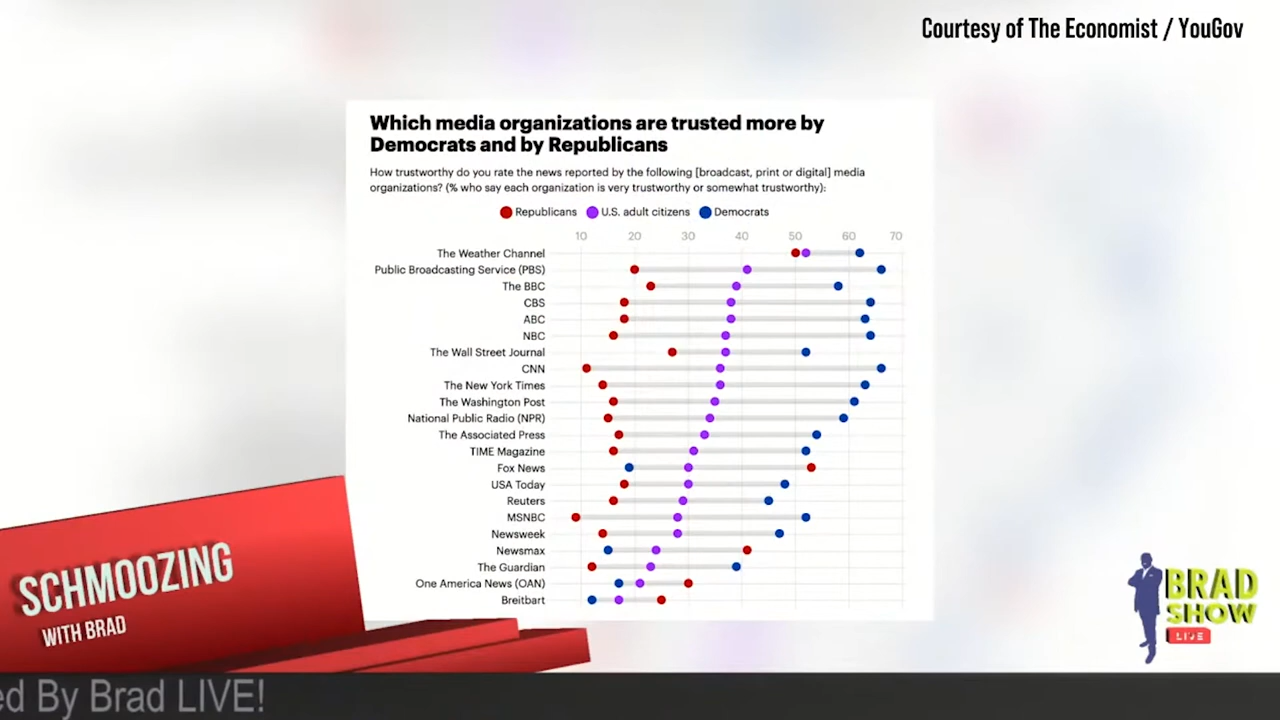 Courtesy of The Economist / YouGov
Which media organizations are trusted more by
Democrats and by Republicans
How trustworthy do you rate the news reported by the following [broadcast, print or digital] media
organizations? (% who say each organization is very trustworthy or somewhat trustworthy):
Republicans U.S. adult citizens Democrats
10 20 30 40 50 60 70
The Weather Channel
Public Broadcasting Service (PBS)
The BBC
CBS
ABC
NBC
The Wall Street Journal
CNN
The New York Times
The Washington Post
National Public Radio (NPR)
The Associated Press
TIME Magazine
Fox News
USA Today
Reuters
MSNBC
Newsweek
Newsmax
The Guardian
One America News (OAN)
Breitbart
SCHMOOZING
WITH BRAD
BRAD
SHOW
LIVE
ed By Brad LIVE!